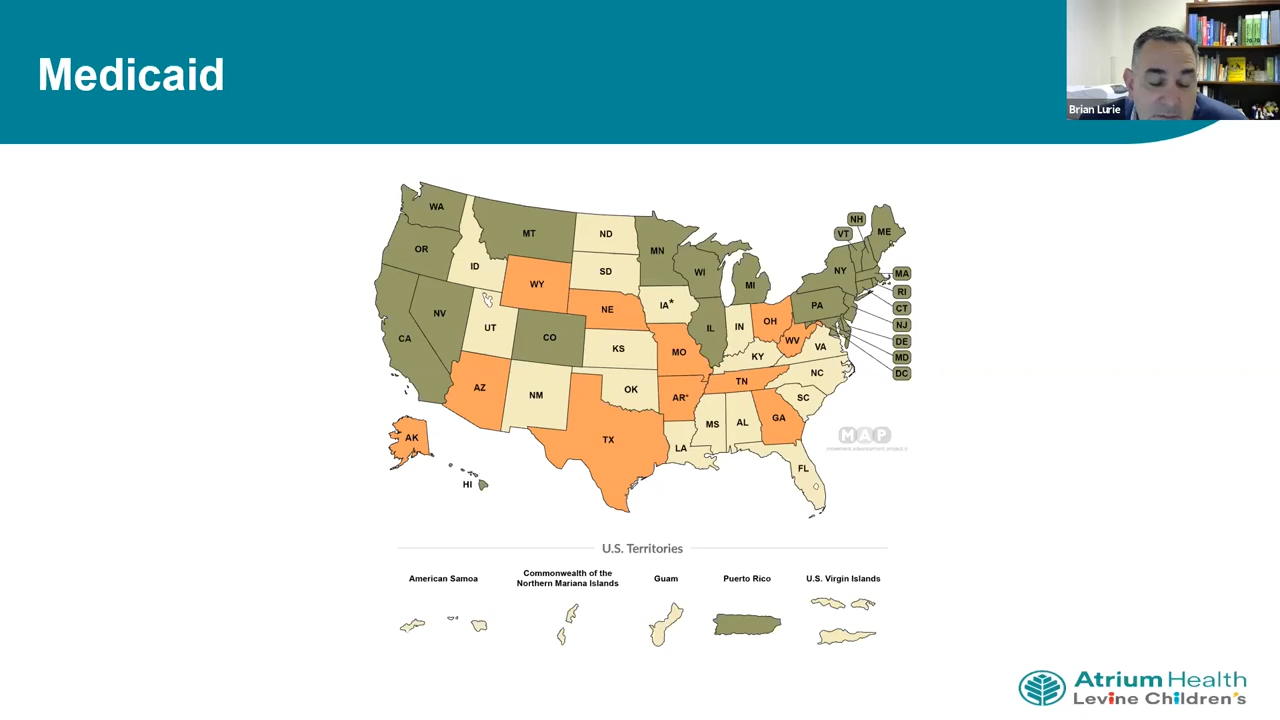 Medicaid
Brian Lurie
WA
MT
ND
MN
NH
VT
ME
OR
ID
SD
WI
MI
NY
MA
WY
RI
NE
IA*
PA
CT
NV
UT
CO
IL
IN
OH
NJ
CA
KS
MO
KY
WV
VA
DE
MD
DC
AZ
NM
OK
AR*
TN
NC
SC
TX
LA
MS
AL
GA
MAP
FL
AK
HI
U.S. Territories
American Samoa
Commonwealth of the
Northern Mariana Islands
Guam
Puerto Rico
U.S. Virgin Islands
Atrium Health
Levine Children's